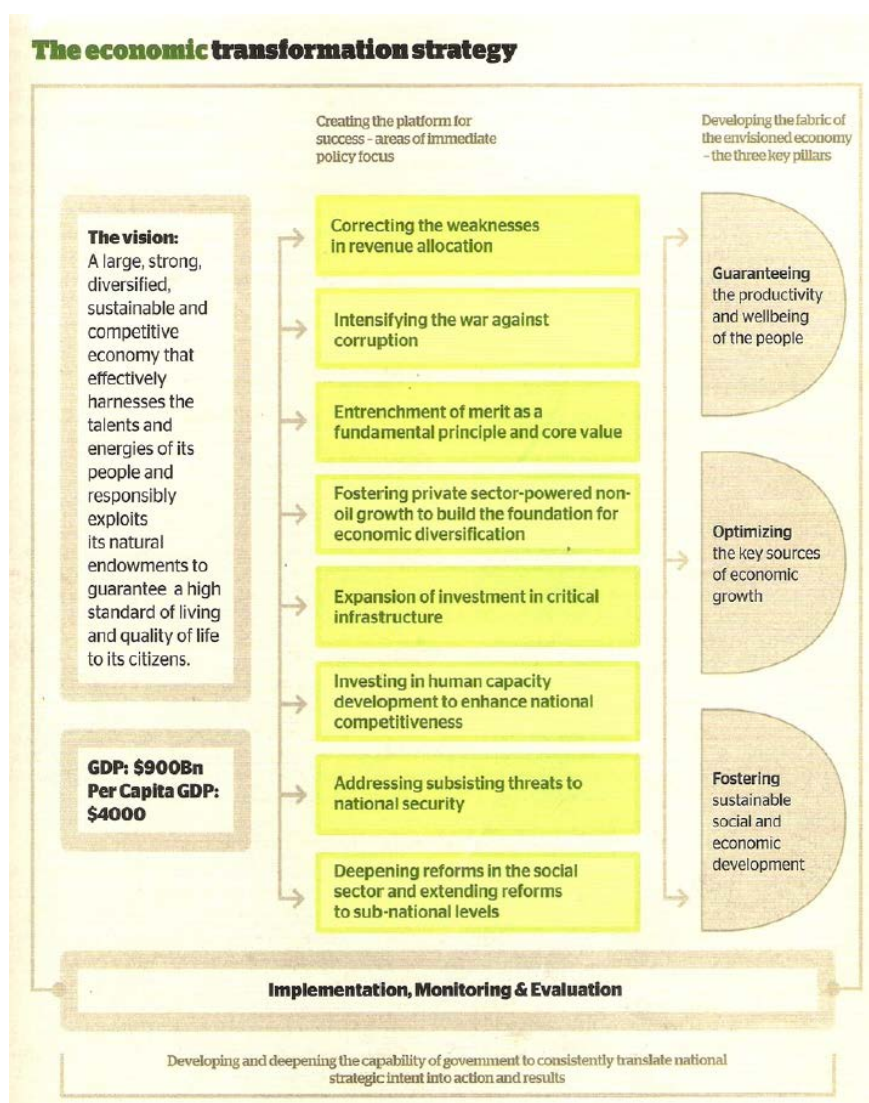 The economic transformation strategy
Creating the platform for
success – areas of immediate
policy focus
Developing the fabric of
the envisioned economy
– the three key pillars
The vision:
A large, strong,
diversified,
sustainable and
competitive
economy that
effectively
harnesses the
talents and
energies of its
people and
responsibly
exploits
its natural
endowments to
guarantee a high
standard of living
and quality of life
to its citizens.
GDP: $900Bn
Per Capita GDP:
$4000
Correcting the weaknesses
in revenue allocation
Intensifying the war against
corruption
Entrenchment of merit as a
fundamental principle and core value
Fostering private sector-powered non-
oil growth to build the foundation for
economic diversification
Expansion of investment in critical
infrastructure
Investing in human capacity
development to enhance national
competitiveness
Addressing subsisting threats to
national security
Deepening reforms in the social
sector and extending reforms
to sub-national levels
Guaranteeing
the productivity
and wellbeing
of the people
Optimizing
the key sources
of economic
growth
Fostering
sustainable
social and
economic
development
Implementation, Monitoring & Evaluation
Developing and deepening the capability of government to consistently translate national
strategic intent into action and results